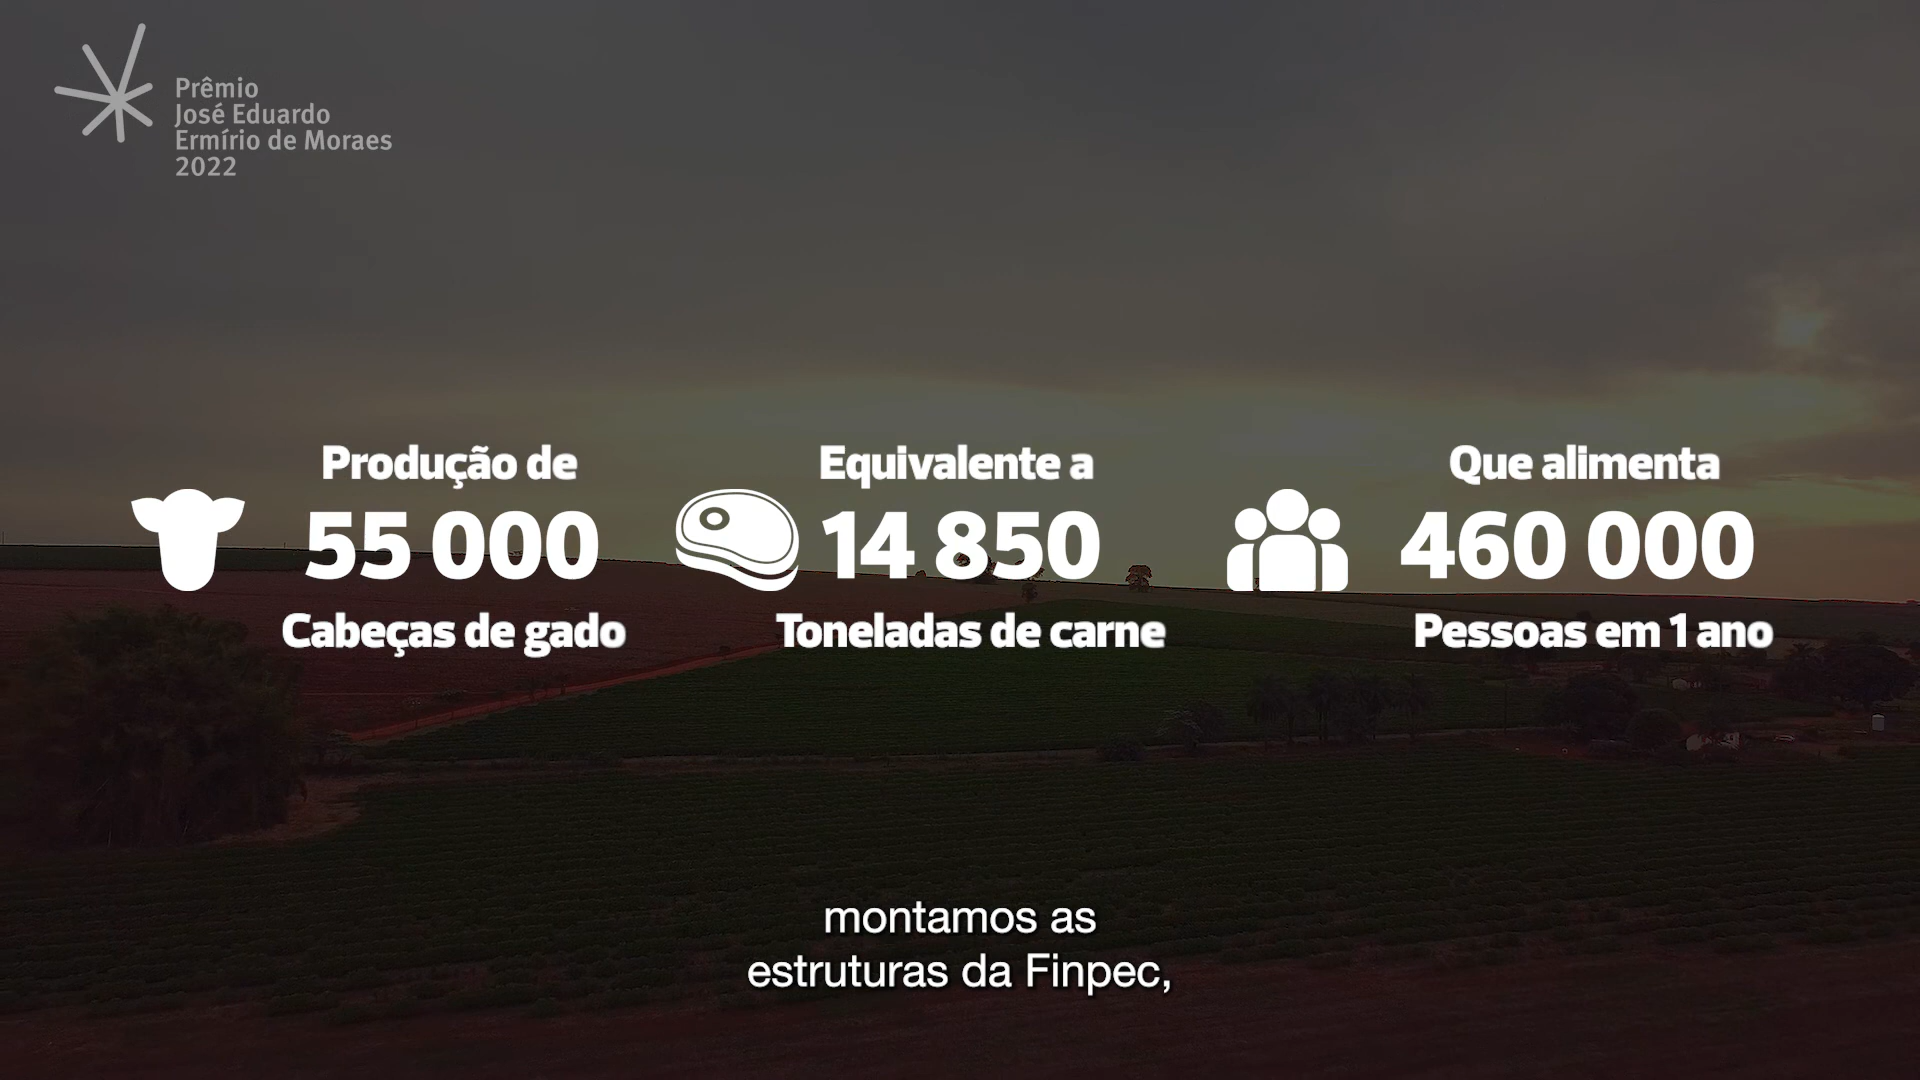 Prêmio
José Eduardo
Ermírio de Moraes
2022
Produção de
55 000
Cabeças de gado
Equivalente a
14 850
Toneladas de carne
Que alimenta
460 000
Pessoas em 1 ano
montamos as
estruturas da Finpec,